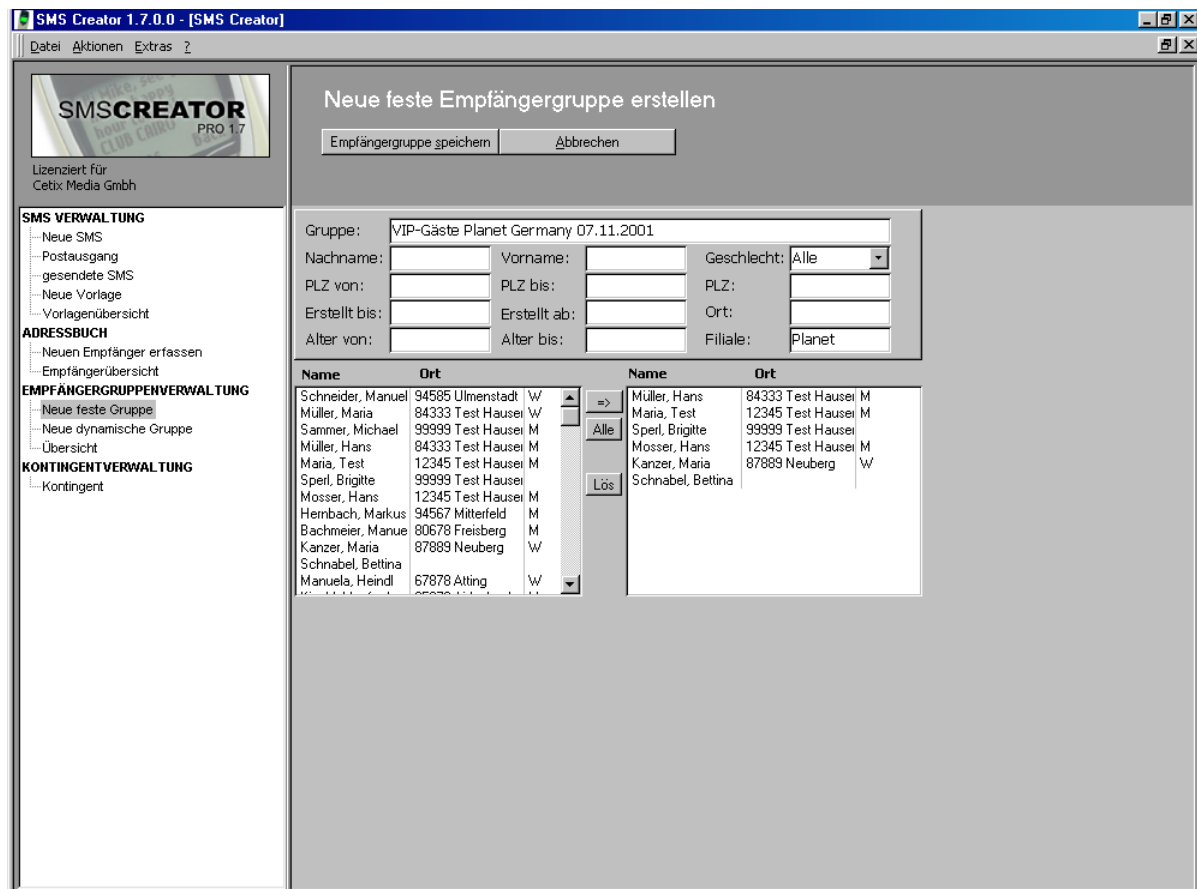 SMS Creator 1.7.0.0 - [SMS Creator]
Datei Aktionen Extras ?
SMSCREATOR
PRO 1.7
Lizenziert für
Cetix Media Gmbh
SMS VERWALTUNG
Neue SMS
Postausgang
gesendete SMS
Neue Vorlage
Vorlagenübersicht
ADRESSBUCH
Neuen Empfänger erfassen
Empfängerübersicht
EMPFÄNGERGRUPPENVERWALTUNG
Neue feste Gruppe
Neue dynamische Gruppe
Übersicht
KONTINGENTVERWALTUNG
Kontingent
Neue feste Empfängergruppe erstellen
Empfängergruppe speichern Abbrechen
Gruppe: VIP-Gäste Planet Germany 07.11.2001
Nachname: Vorname: Geschlecht: Alle
PLZ von: PLZ bis: PLZ:
Erstellt bis: Erstellt ab: Ort:
Alter von: Alter bis: Filiale: Planet
Name Ort
Schneider, Manuel 94585 Ulmenstadt W
Müller, Maria 84333 Test Hauser W
Sammer, Michael 99999 Test Hauser M
Müller, Hans 84333 Test Hauser M
Maria, Test 12345 Test Hauser M
Sperl, Brigitte 99999 Test Hauser
Mosser, Hans 12345 Test Hauser M
Hernbach, Markus 94567 Mitterfeld M
Bachmeier, Manue 80678 Freisberg M
Kanzer, Maria 87889 Neuberg W
Schnabel, Bettina
Manuela, Heindl 67878 Atting W
=>
Alle
Lös
Name Ort
Müller, Hans 84333 Test Hauser M
Maria, Test 12345 Test Hauser M
Sperl, Brigitte 99999 Test Hauser
Mosser, Hans 12345 Test Hauser M
Kanzer, Maria 87889 Neuberg W
Schnabel, Bettina